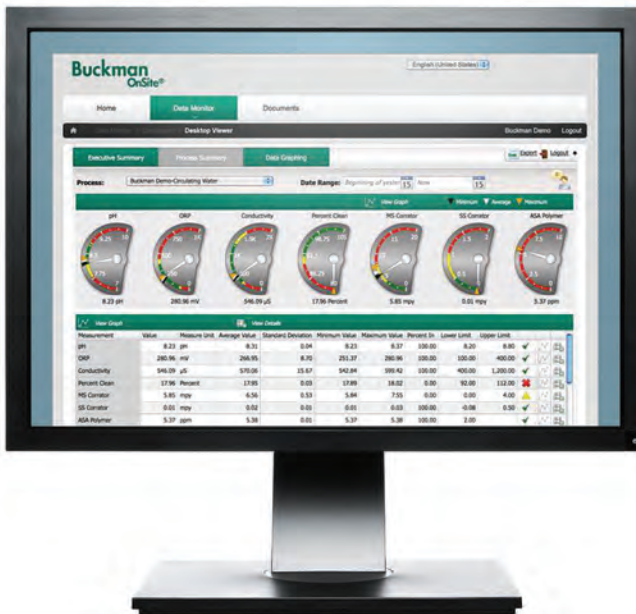 Buckman
OnSite®
English (United States)
Home Data Monitor Documents
Desktop Viewer Buckman Demo Logout
Executive Summary Process Summary Data Graphing Export Logout
Process: Buckman Demo-Circulating Water Date Range: Beginning of yesterday 15 Now 15
View Graph Minimum Average Maximum
pH ORP Conductivity Percent Clean MS Corrator SS Corrator ASA Polymer
8.23 pH 280.96 mV 546.09 µS 17.96 Percent 5.85 mpy 0.01 mpy 5.37 ppm
View Graph View Details
Measurement Value Measure Unit Average Value Standard Deviation Minimum Value Maximum Value Percent In Lower Limit Upper Limit
pH 8.23 pH 8.31 0.04 8.23 8.37 100.00 8.20 8.80
ORP 280.96 mV 266.95 8.70 251.37 280.96 100.00 100.00 400.00
Conductivity 546.09 µS 570.06 15.67 542.84 599.42 100.00 400.00 1,200.00
Percent Clean 17.96 Percent 17.95 0.03 17.89 18.02 0.00 92.00 112.00
MS Corrator 5.85 mpy 6.56 0.53 5.84 7.55 0.00 0.00 4.00
SS Corrator 0.01 mpy 0.02 0.01 0.01 0.03 100.00 -0.08 0.50
ASA Polymer 5.37 ppm 5.38 0.01 5.37 5.38 100.00 2.00